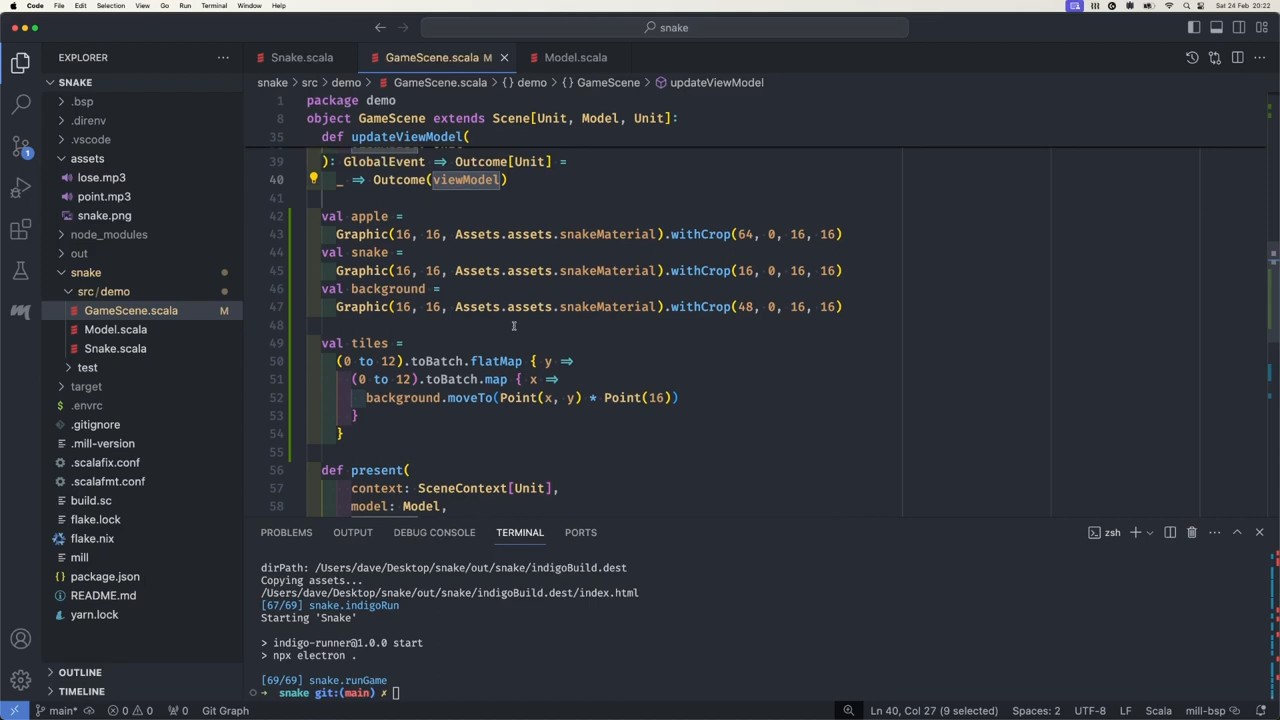 Code File Edit Selection View Go Run Terminal Window Help
Sat 24 Feb 20:22
snake
EXPLORER
Snake.scala
GameScene.scala M
Model.scala
SNAKE
snake > src > demo > GameScene.scala > {} demo > {} GameScene > updateViewModel
.bsp
.direnv
.vscode
assets
lose.mp3
point.mp3
snake.png
node_modules
out
snake
src/demo
GameScene.scala M
Model.scala
Snake.scala
test
target
.envrc
.gitignore
.mill-version
.scalafix.conf
.scalafmt.conf
build.sc
flake.lock
flake.nix
mill
package.json
README.md
yarn.lock
OUTLINE
TIMELINE
1 package demo
8 object GameScene extends Scene[Unit, Model, Unit]:
35 def updateViewModel(
39 ): GlobalEvent => Outcome[Unit] =
40 _ => Outcome(viewModel)
41
42 val apple =
43 Graphic(16, 16, Assets.assets.snakeMaterial).withCrop(64, 0, 16, 16)
44 val snake =
45 Graphic(16, 16, Assets.assets.snakeMaterial).withCrop(16, 0, 16, 16)
46 val background =
47 Graphic(16, 16, Assets.assets.snakeMaterial).withCrop(48, 0, 16, 16)
48
49 val tiles =
50 (0 to 12).toBatch.flatMap { y =>
51 (0 to 12).toBatch.map { x =>
52 background.moveTo(Point(x, y) * Point(16))
53 }
54 }
55
56 def present(
57 context: SceneContext[Unit],
58 model: Model,
PROBLEMS OUTPUT DEBUG CONSOLE TERMINAL PORTS
zsh
dirPath: /Users/dave/Desktop/snake/out/snake/indigoBuild.dest
Copying assets...
/Users/dave/Desktop/snake/out/snake/indigoBuild.dest/index.html
[67/69] snake.indigoRun
Starting 'Snake'
> indigo-runner@1.0.0 start
> npx electron .
[69/69] snake.runGame
→ snake git:(main) ✗
main* 0 0 0 Git Graph
Ln 40, Col 27 (9 selected) Spaces: 2 UTF-8 LF Scala mill-bsp